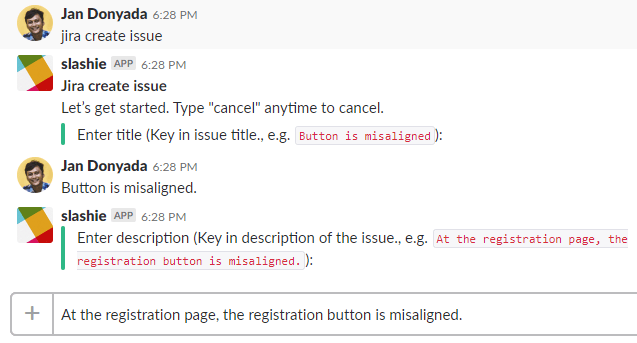 Jan Donyada 6:28 PM
jira create issue
slashie APP 6:28 PM
Jira create issue
Let’s get started. Type "cancel" anytime to cancel.
Enter title (Key in issue title., e.g. Button is misaligned ):
Jan Donyada 6:28 PM
Button is misaligned.
slashie APP 6:28 PM
Enter description (Key in description of the issue., e.g. At the registration page, the
registration button is misaligned. ):
+ At the registration page, the registration button is misaligned.